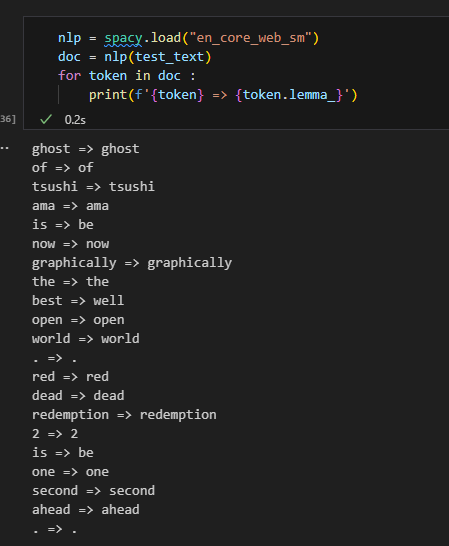 nlp = spacy.load("en_core_web_sm")
doc = nlp(test_text)
for token in doc :
    print(f'{token} => {token.lemma_}')
36]
0.2s
ghost => ghost
of => of
tsushi => tsushi
ama => ama
is => be
now => now
graphically => graphically
the => the
best => well
open => open
world => world
. => .
red => red
dead => dead
redemption => redemption
2 => 2
is => be
one => one
second => second
ahead => ahead
. => .